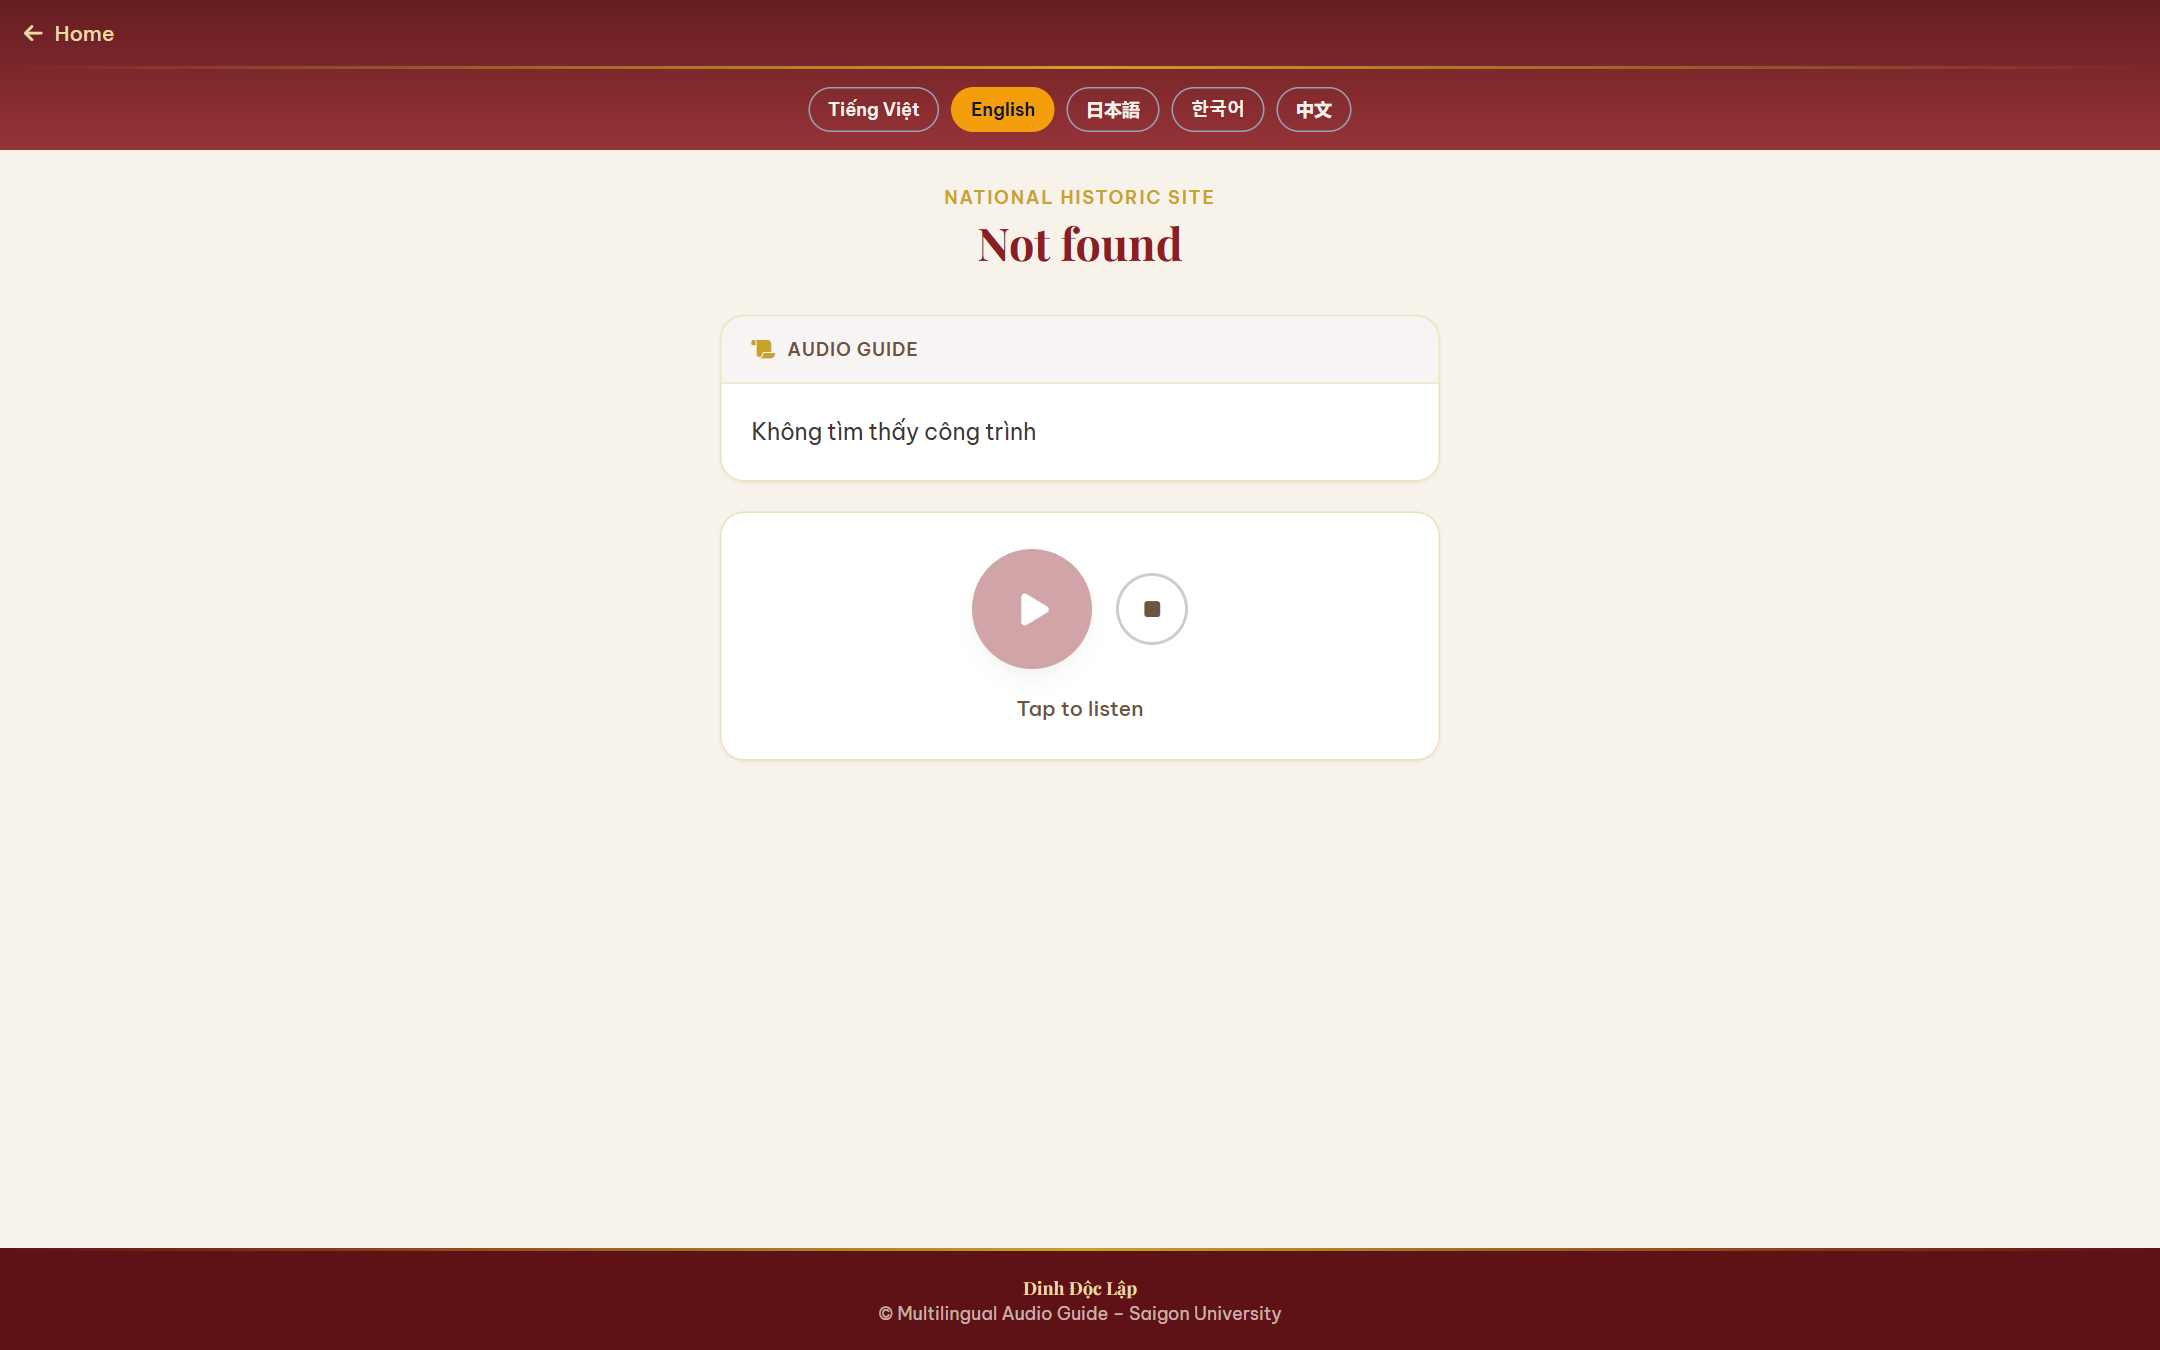 Home
Tiếng Việt English 日本語 한국어 中文
NATIONAL HISTORIC SITE
Not found
AUDIO GUIDE
Không tìm thấy công trình
Tap to listen
Dinh Độc Lập
© Multilingual Audio Guide – Saigon University